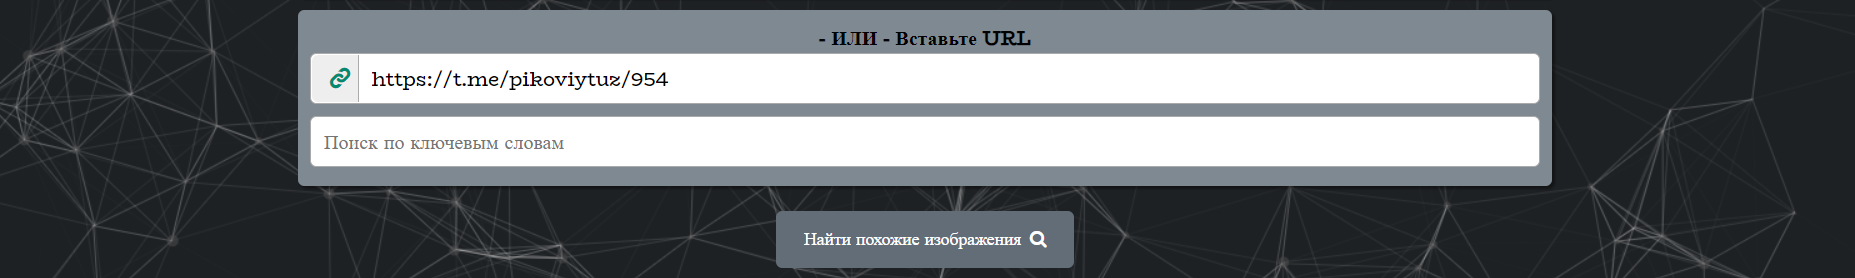 - ИЛИ - Вставьте URL
https://t.me/pikoviytuz/954
Поиск по ключевым словам
Найти похожие изображения